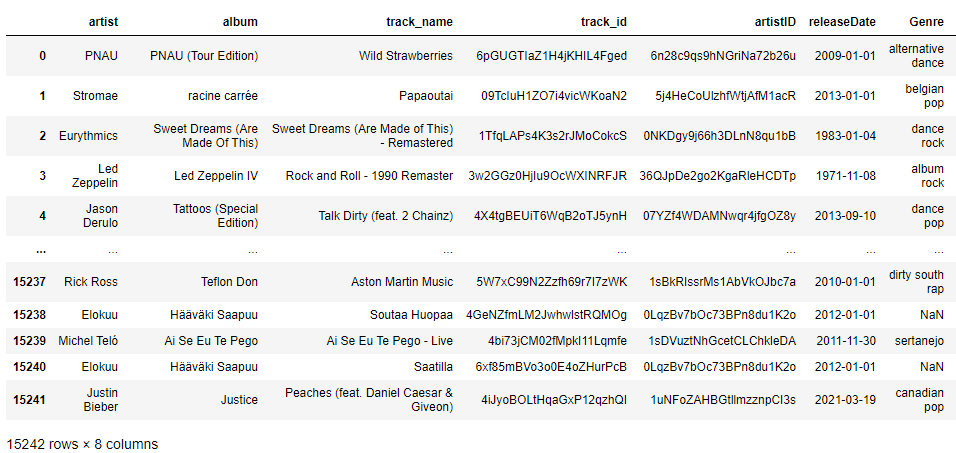 artist album track_name track_id artistID releaseDate Genre
0 PNAU PNAU (Tour Edition) Wild Strawberries 6pGUGTIaZ1H4jKHIL4Fged 6n28c9qs9hNGriNa72b26u 2009-01-01 alternative
dance
1 Stromae racine carrée Papaoutai 09TcIuH1ZO7i4vicWKoaN2 5j4HeCoUlzhfWtjAfM1acR 2013-01-01 belgian
pop
2 Eurythmics Sweet Dreams (Are
Made Of This) Sweet Dreams (Are Made of This)
- Remastered 1TfqLAPs4K3s2rJMoCokcS 0NKDgy9j66h3DLnN8qu1bB 1983-01-04 dance
rock
3 Led
Zeppelin Led Zeppelin IV Rock and Roll - 1990 Remaster 3w2GGz0HjIu9OcWXINRFJR 36QJpDe2go2KgaRleHCDTp 1971-11-08 album
rock
4 Jason
Derulo Tattoos (Special
Edition) Talk Dirty (feat. 2 Chainz) 4X4tgBEUiT6WqB2oTJ5ynH 07YZf4WDAMNwqr4jfgOZ8y 2013-09-10 dance
pop
... ... ... ... ... ... ... ...
15237 Rick Ross Teflon Don Aston Martin Music 5W7xC99N2Zzfh69r7I7zWK 1sBkRIssrMs1AbVkOJbc7a 2010-01-01 dirty south
rap
15238 Elokuu Hääväki Saapuu Soutaa Huopaa 4GeNZfmLM2JwhwIstRQMOg 0LqzBv7bOc73BPn8du1K2o 2012-01-01 NaN
15239 Michel Teló Ai Se Eu Te Pego Ai Se Eu Te Pego - Live 4bi73jCM02fMpkI11Lqmfe 1sDVuztNhGcetCLChkIeDA 2011-11-30 sertanejo
15240 Elokuu Hääväki Saapuu Saatilla 6xf85mBVo3o0E4oZHurPcB 0LqzBv7bOc73BPn8du1K2o 2012-01-01 NaN
15241 Justin
Bieber Justice Peaches (feat. Daniel Caesar &
Giveon) 4iJyoBOLtHqaGxP12qzhQI 1uNFoZAHBGtIlmzznpCI3s 2021-03-19 canadian
pop
15242 rows × 8 columns